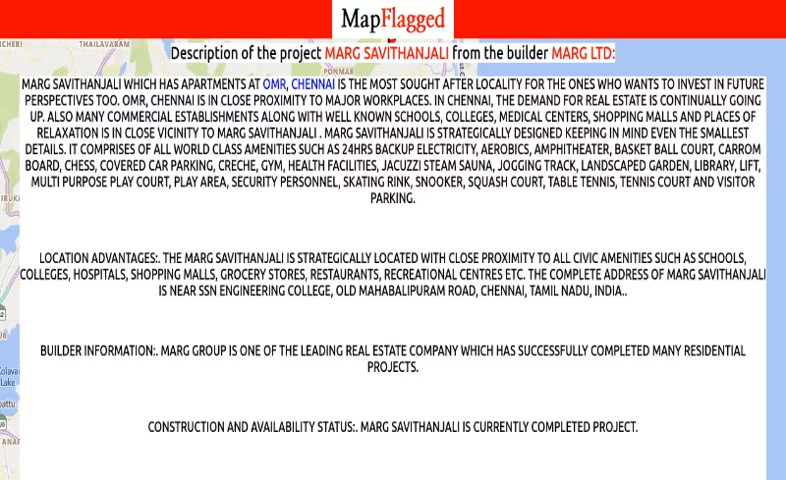 MapFlagged
CHERI
THAILAVARAM
PONMAR
Description of the project MARG SAVITHANJALI from the builder MARG LTD:
MARG SAVITHANJALI WHICH HAS APARTMENTS AT OMR, CHENNAI IS THE MOST SOUGHT AFTER LOCALITY FOR THE ONES WHO WANTS TO INVEST IN FUTURE
PERSPECTIVES TOO. OMR, CHENNAI IS IN CLOSE PROXIMITY TO MAJOR WORKPLACES. IN CHENNAI, THE DEMAND FOR REAL ESTATE IS CONTINUALLY GOING
UP. ALSO MANY COMMERCIAL ESTABLISHMENTS ALONG WITH WELL KNOWN SCHOOLS, COLLEGES, MEDICAL CENTERS, SHOPPING MALLS AND PLACES OF
RELAXATION IS IN CLOSE VICINITY TO MARG SAVITHANJALI . MARG SAVITHANJALI IS STRATEGICALLY DESIGNED KEEPING IN MIND EVEN THE SMALLEST
DETAILS. IT COMPRISES OF ALL WORLD CLASS AMENITIES SUCH AS 24HRS BACKUP ELECTRICITY, AEROBICS, AMPHITHEATER, BASKET BALL COURT, CARROM
BOARD, CHESS, COVERED CAR PARKING, CRECHE, GYM, HEALTH FACILITIES, JACUZZI STEAM SAUNA, JOGGING TRACK, LANDSCAPED GARDEN, LIBRARY, LIFT,
MULTI PURPOSE PLAY COURT, PLAY AREA, SECURITY PERSONNEL, SKATING RINK, SNOOKER, SQUASH COURT, TABLE TENNIS, TENNIS COURT AND VISITOR
PARKING.
LOCATION ADVANTAGES:. THE MARG SAVITHANJALI IS STRATEGICALLY LOCATED WITH CLOSE PROXIMITY TO ALL CIVIC AMENITIES SUCH AS SCHOOLS,
COLLEGES, HOSPITALS, SHOPPING MALLS, GROCERY STORES, RESTAURANTS, RECREATIONAL CENTRES ETC. THE COMPLETE ADDRESS OF MARG SAVITHANJALI
IS NEAR SSN ENGINEERING COLLEGE, OLD MAHABALIPURAM ROAD, CHENNAI, TAMIL NADU, INDIA..
BUILDER INFORMATION:. MARG GROUP IS ONE OF THE LEADING REAL ESTATE COMPANY WHICH HAS SUCCESSFULLY COMPLETED MANY RESIDENTIAL
PROJECTS.
Lake
CONSTRUCTION AND AVAILABILITY STATUS:. MARG SAVITHANJALI IS CURRENTLY COMPLETED PROJECT.